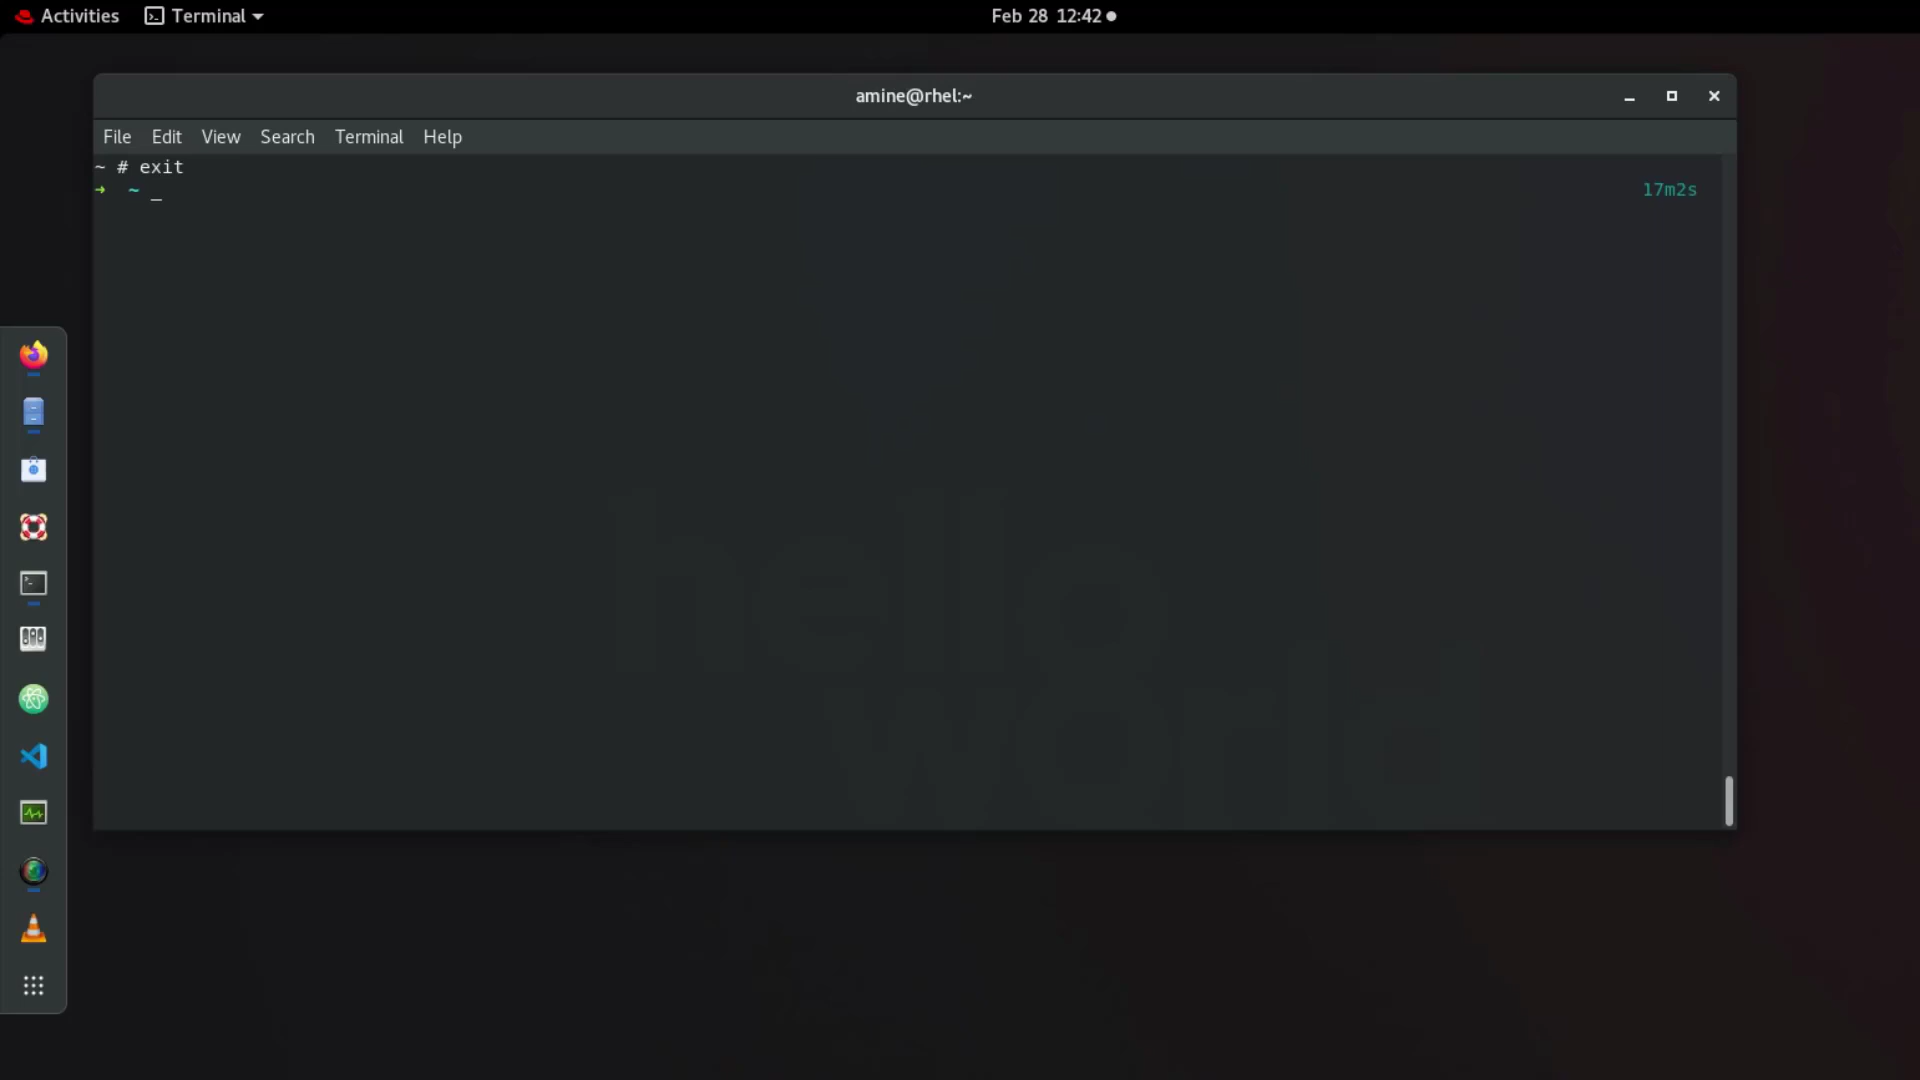 Activities Terminal Feb 28 12:42
amine@rhel:~
File Edit View Search Terminal Help
~ # exit
➜ ~ _ 17m2s
hello
world